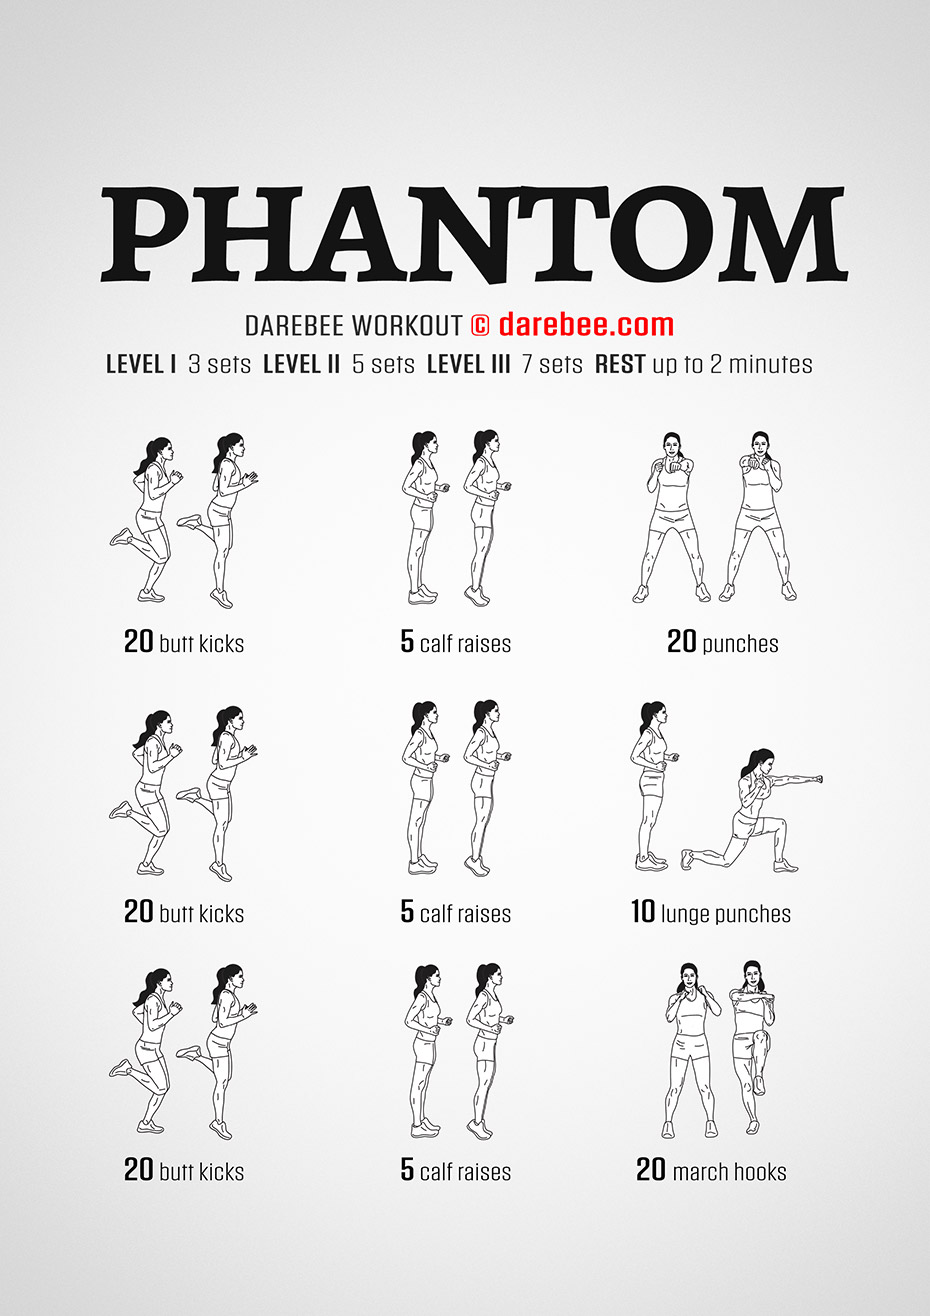 PHANTOM
DAREBEE WORKOUT © darebee.com
LEVEL I 3 sets LEVEL II 5 sets LEVEL III 7 sets REST up to 2 minutes
20 butt kicks
5 calf raises
20 punches
20 butt kicks
5 calf raises
10 lunge punches
20 butt kicks
5 calf raises
20 march hooks